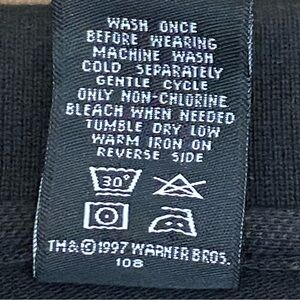 WASH ONCE
BEFORE WEARING
MACHINE WASH
COLD SEPARATELY
GENTLE CYCLE
ONLY NON-CHLORINE
BLEACH WHEN NEEDED
TUMBLE DRY LOW
WARM IRON ON
REVERSE SIDE
30°
TM&©1997 WARNER BROS.
108